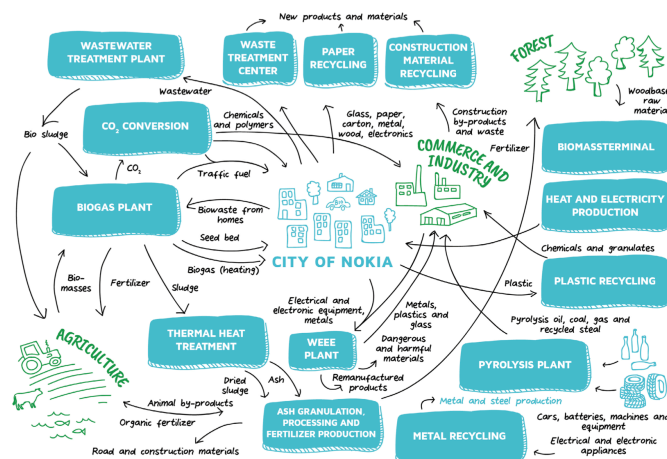 New products and materials
WASTEWATER
TREATMENT PLANT
WASTE
TREATMENT
CENTER
PAPER
RECYCLING
CONSTRUCTION
MATERIAL
RECYCLING
FOREST
Wastewater
Woodbase
raw
materi
Bio sludge
CO₂ CONVERSION
Chemicals
and polymers
Glass, paper,
carton, metal,
wood, electronics
Construction
by-products
and waste
Fertilizer
BIOMASSTERMINAL
COMMERCE AND
INDUSTRY
CO₂
Traffic fuel
BIOGAS PLANT
Biowaste from
homes
HEAT AND ELECTRICITY
PRODUCTION
Seed bed
Biogas (heating)
CITY OF NOKIA
Chemicals and granulates
Plastic
PLASTIC RECYCLING
Bio-
masses
Fertilizer
Sludge
Electrical and
electronic equipment,
metals
Metals,
plastics and
glass
Pyrolysis oil, coal, gas and
recycled steal
AGRICULTURE
THERMAL HEAT
TREATMENT
WEEE
PLANT
Dangerous
and harmful
materials
PYROLYSIS PLANT
Dried
sludge
Ash
Remanufactured
products
Animal by-products
Organic fertilizer
ASH GRANULATION,
PROCESSING AND
FERTILIZER PRODUCTION
Metal and steel production
Cars, batteries, machines and
equipment
METAL RECYCLING
Road and construction materials
Electrical and electronic
appliances